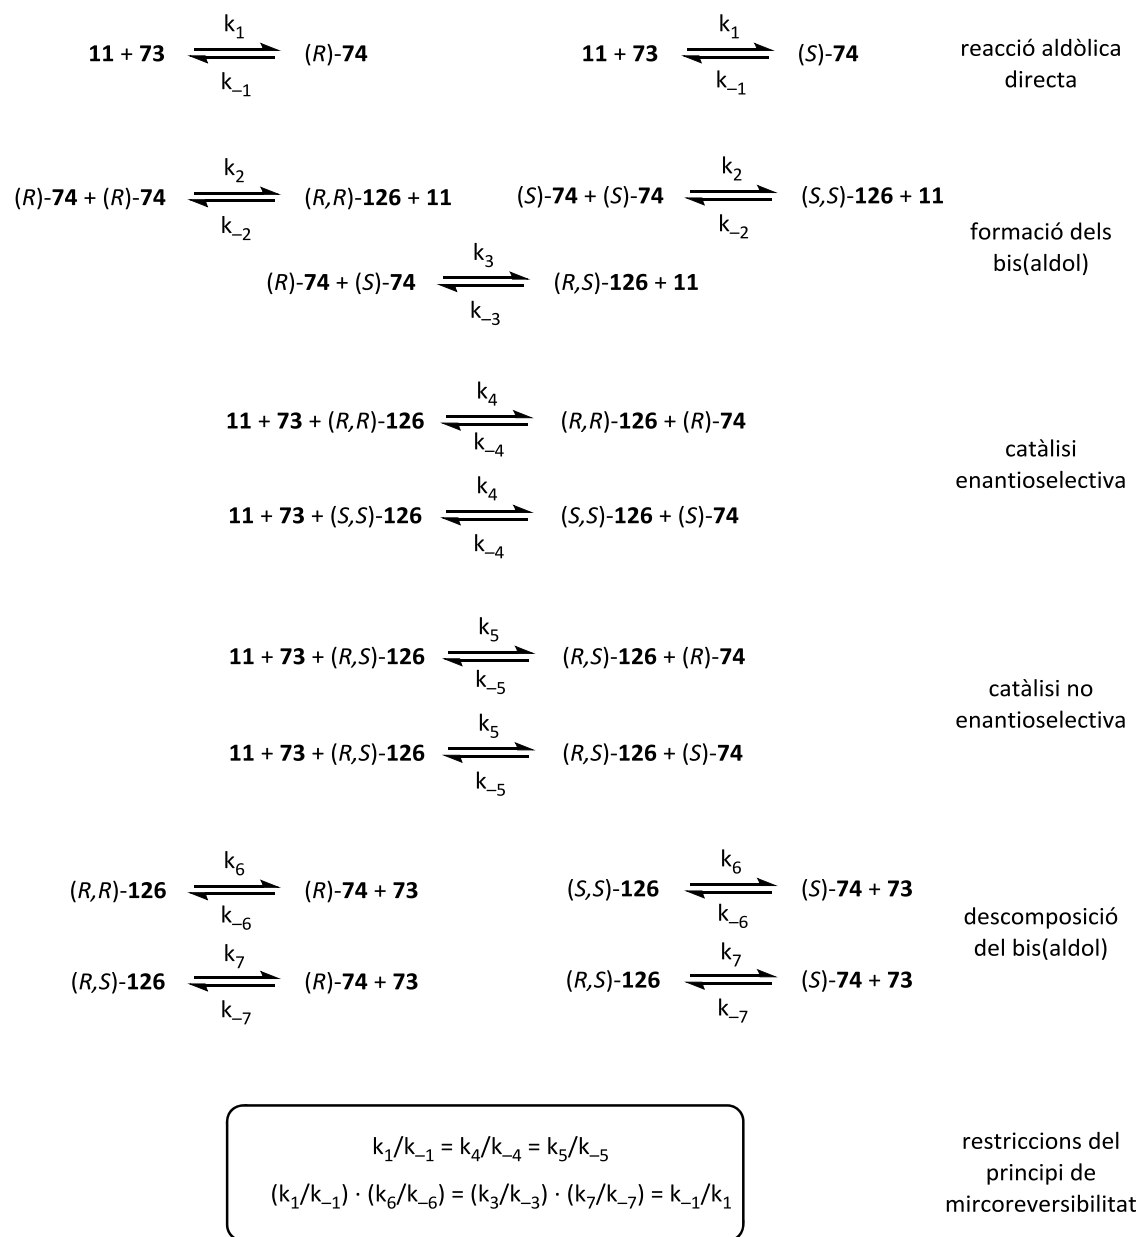 k₁ k₁
11 + 73 (R)-74 11 + 73 (S)-74 reacció aldòlica
k₋₁ k₋₁ directa
k₂ k₂
(R)-74 + (R)-74 (R,R)-126 + 11 (S)-74 + (S)-74 (S,S)-126 + 11
k₋₂ k₋₂ formació dels
k₃ bis(aldol)
(R)-74 + (S)-74 (R,S)-126 + 11
k₋₃
k₄
11 + 73 + (R,R)-126 (R,R)-126 + (R)-74
k₋₄ catàlisi
k₄ enantioselectiva
11 + 73 + (S,S)-126 (S,S)-126 + (S)-74
k₋₄
k₅
11 + 73 + (R,S)-126 (R,S)-126 + (R)-74
k₋₅ catàlisi no
k₅ enantioselectiva
11 + 73 + (R,S)-126 (R,S)-126 + (S)-74
k₋₅
k₆ k₆
(R,R)-126 (R)-74 + 73 (S,S)-126 (S)-74 + 73
k₋₆ k₋₆ descomposició
k₇ k₇ del bis(aldol)
(R,S)-126 (R)-74 + 73 (R,S)-126 (S)-74 + 73
k₋₇ k₋₇
k₁/k₋₁ = k₄/k₋₄ = k₅/k₋₅
(k₁/k₋₁) · (k₆/k₋₆) = (k₃/k₋₃) · (k₇/k₋₇) = k₋₁/k₁
restriccions del
principi de
mircoreversibilitat